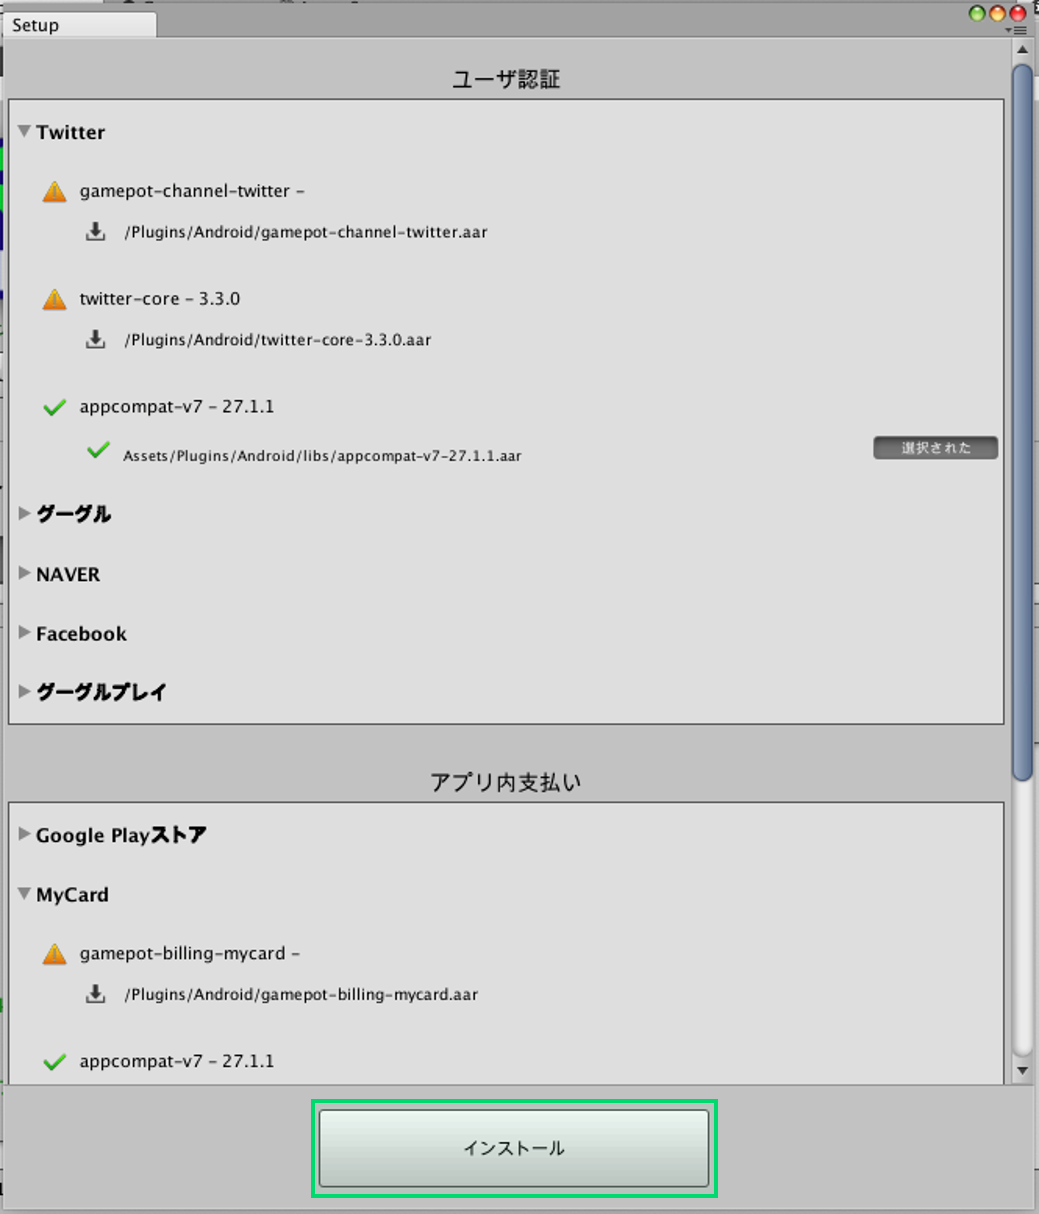 Setup
ユーザ認証
Twitter
gamepot-channel-twitter -
/Plugins/Android/gamepot-channel-twitter.aar
twitter-core - 3.3.0
/Plugins/Android/twitter-core-3.3.0.aar
appcompat-v7 - 27.1.1
Assets/Plugins/Android/libs/appcompat-v7-27.1.1.aar 選択された
グーグル
NAVER
Facebook
グーグルプレイ
アプリ内支払い
Google Playストア
MyCard
gamepot-billing-mycard -
/Plugins/Android/gamepot-billing-mycard.aar
appcompat-v7 - 27.1.1
インストール